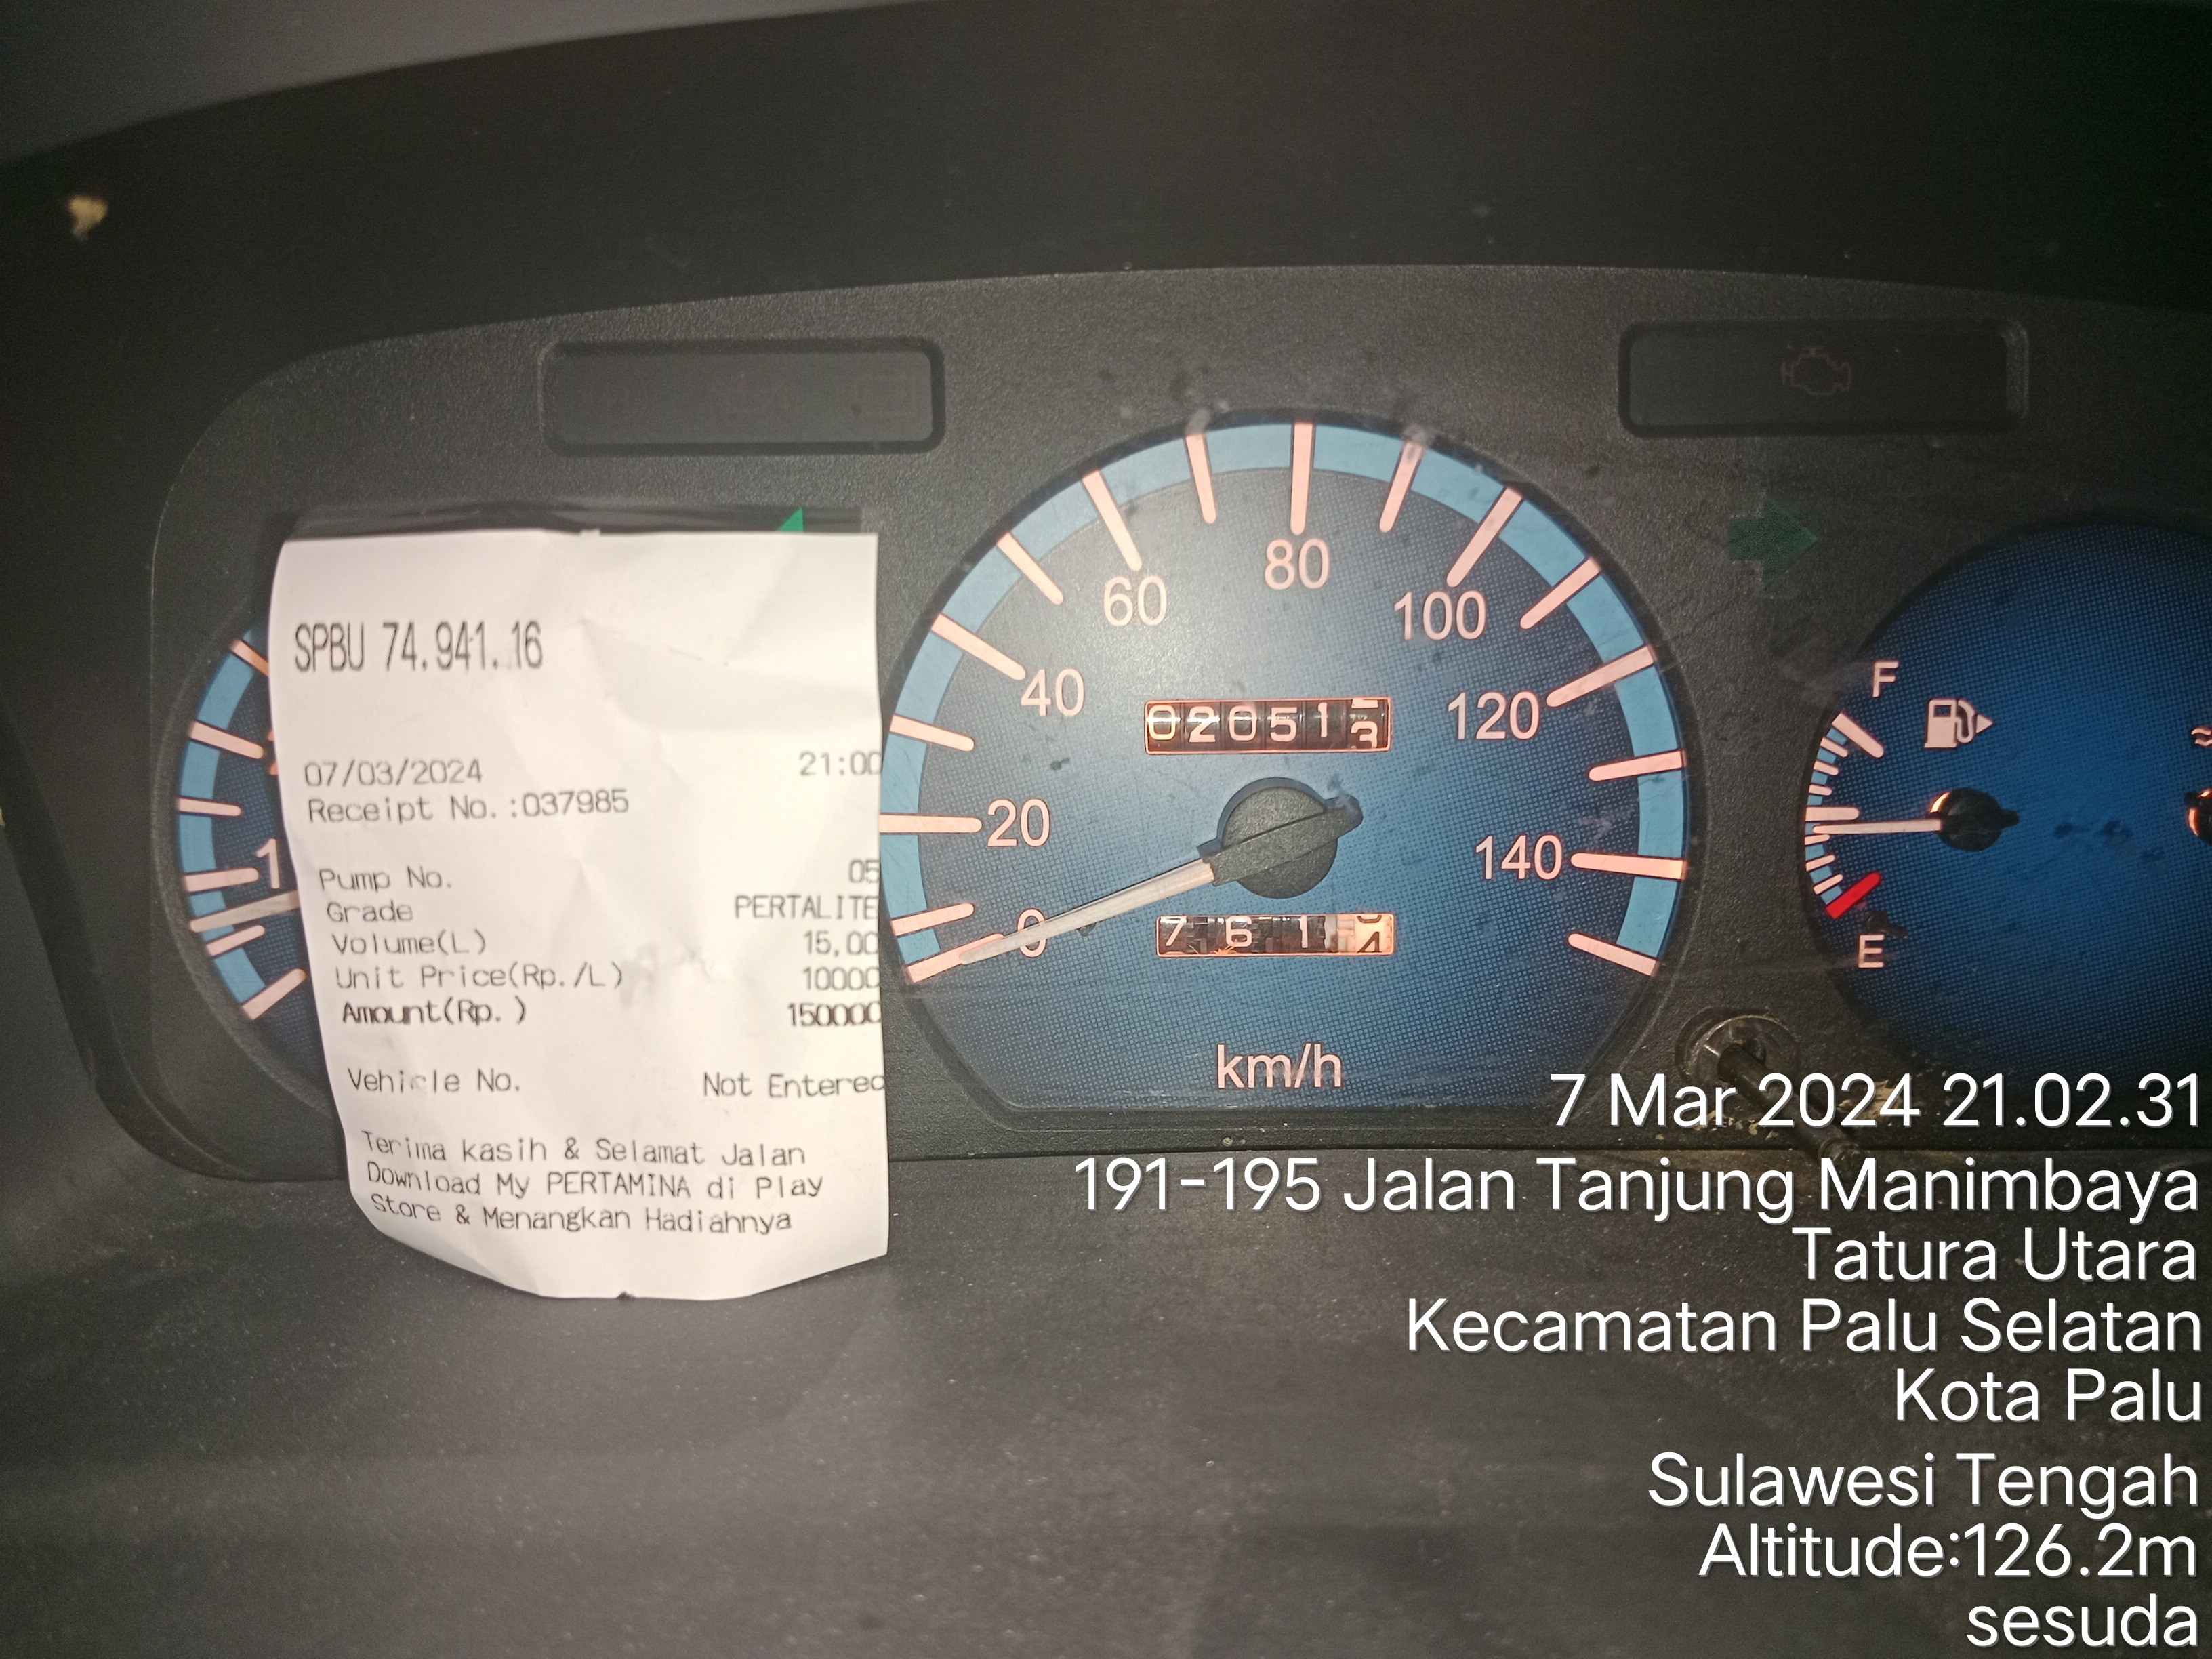 SPBU 74.941.16
07/03/2024 21:00
Receipt No.:037985
Pump No. 05
Grade PERTALITE
Volume(L) 15,00
Unit Price(Rp./L) 10000
Amount(Rp.) 150000
Vehicle No. Not Entered
Terima kasih & Selamat Jalan
Download My PERTAMINA di Play
Store & Menangkan Hadiahnya
1
0
20
40
60
80
100
120
140
02051
761
km/h
F
E
7 Mar 2024 21.02.31
191-195 Jalan Tanjung Manimbaya
Tatura Utara
Kecamatan Palu Selatan
Kota Palu
Sulawesi Tengah
Altitude:126.2m
sesuda